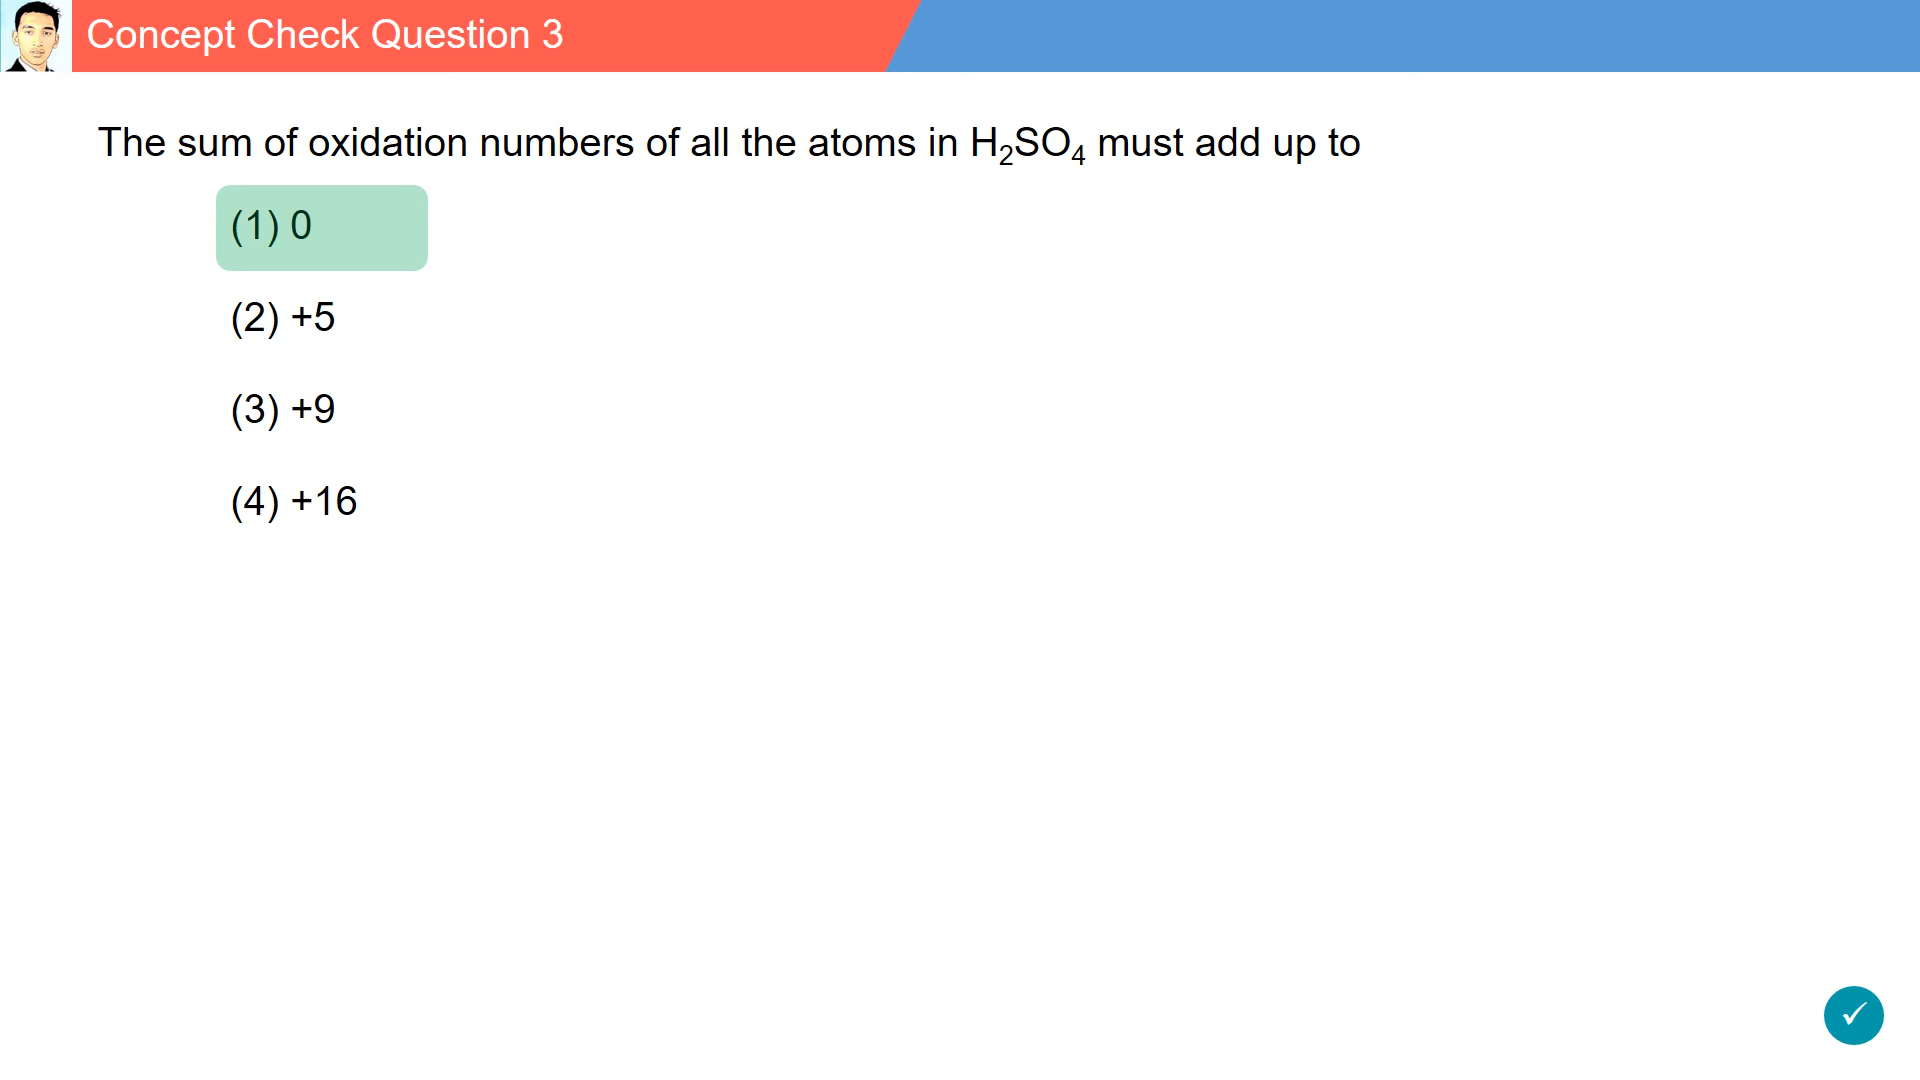 Concept Check Question 3
The sum of oxidation numbers of all the atoms in H₂SO₄ must add up to
(1) 0
(2) +5
(3) +9
(4) +16